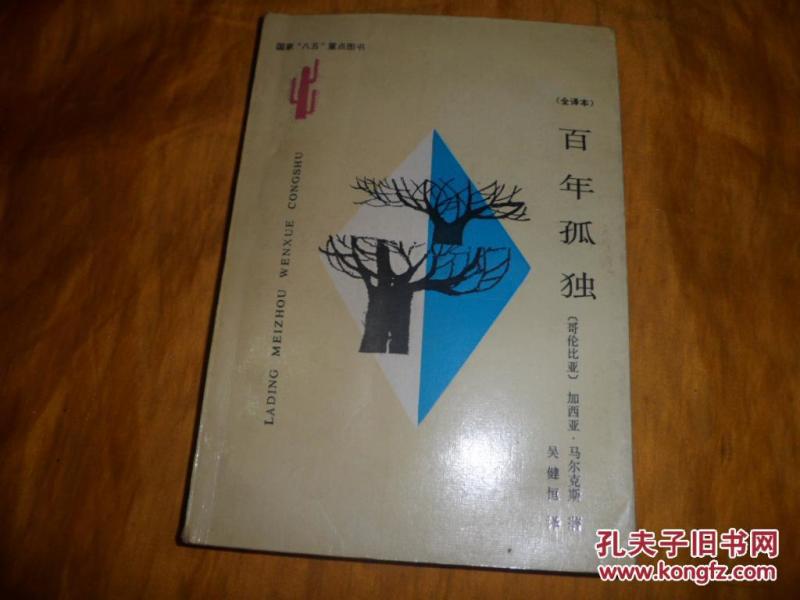 国家“八五”重点图书
LADING MEIZHOU WENXUE CONGSHU
（全译本）
百年孤独
〔哥伦比亚〕加西亚·马尔克斯 著
吴健恒 译
孔夫子旧书网
www.kongfz.com